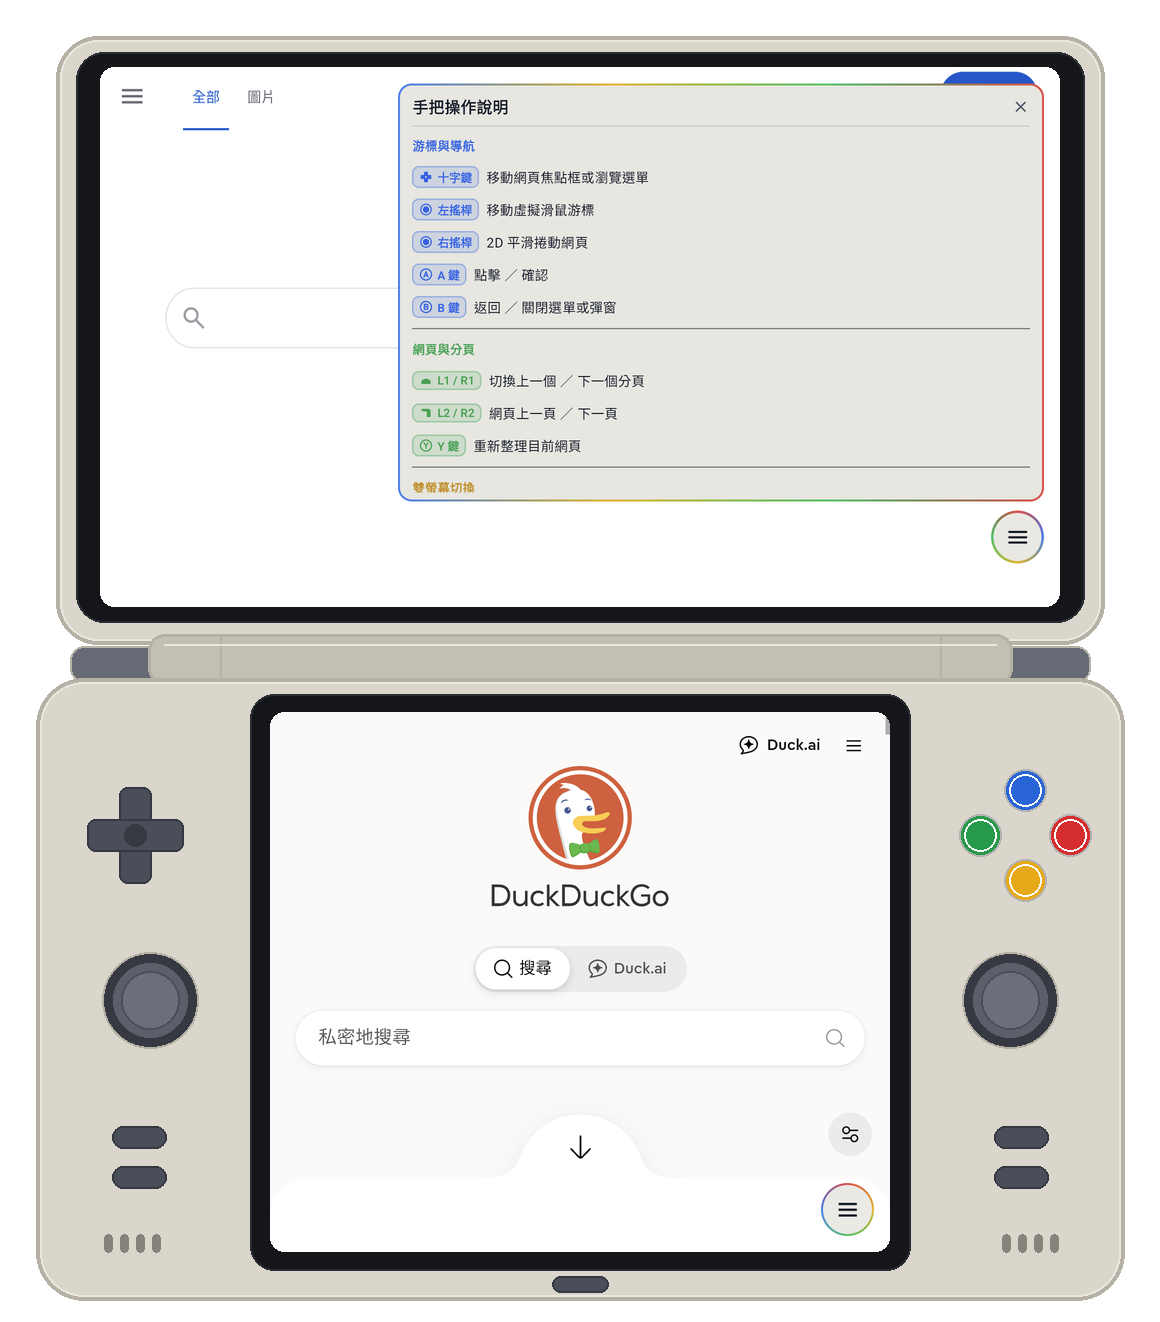 全部 圖片
手把操作說明
游標與導航
十字鍵 移動網頁焦點框或瀏覽選單
左搖桿 移動虛擬滑鼠游標
右搖桿 2D 平滑捲動網頁
A A 鍵 點擊 ／ 確認
B B 鍵 返回 ／ 關閉選單或彈窗
網頁與分頁
L1 / R1 切換上一個 ／ 下一個分頁
L2 / R2 網頁上一頁 ／ 下一頁
Y Y 鍵 重新整理目前網頁
雙螢幕切換
Duck.ai
DuckDuckGo
搜尋 Duck.ai
私密地搜尋